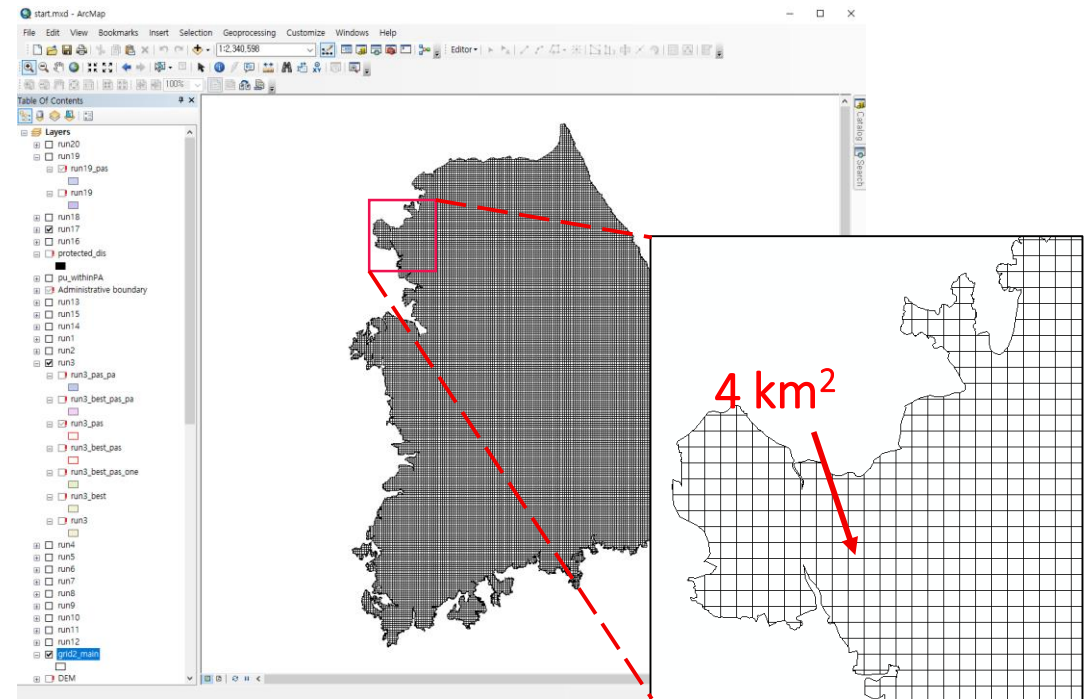 start.mxd - ArcMap
File Edit View Bookmarks Insert Selection Geoprocessing Customize Windows Help
1:2,340,598
Editor
100%
Table Of Contents
Layers
run20
run19
run19_pas
run19
run18
run17
run16
protected_dis
pu_withinPA
Administrative boundary
run13
run15
run14
run1
run2
run3
run3_pas_pa
run3_best_pas_pa
run3_pas
run3_best_pas
run3_best_pas_one
run3_best
run3
run4
run5
run6
run7
run8
run9
run10
run11
run12
grid2_main
DEM
Catalog
Search
4 km²